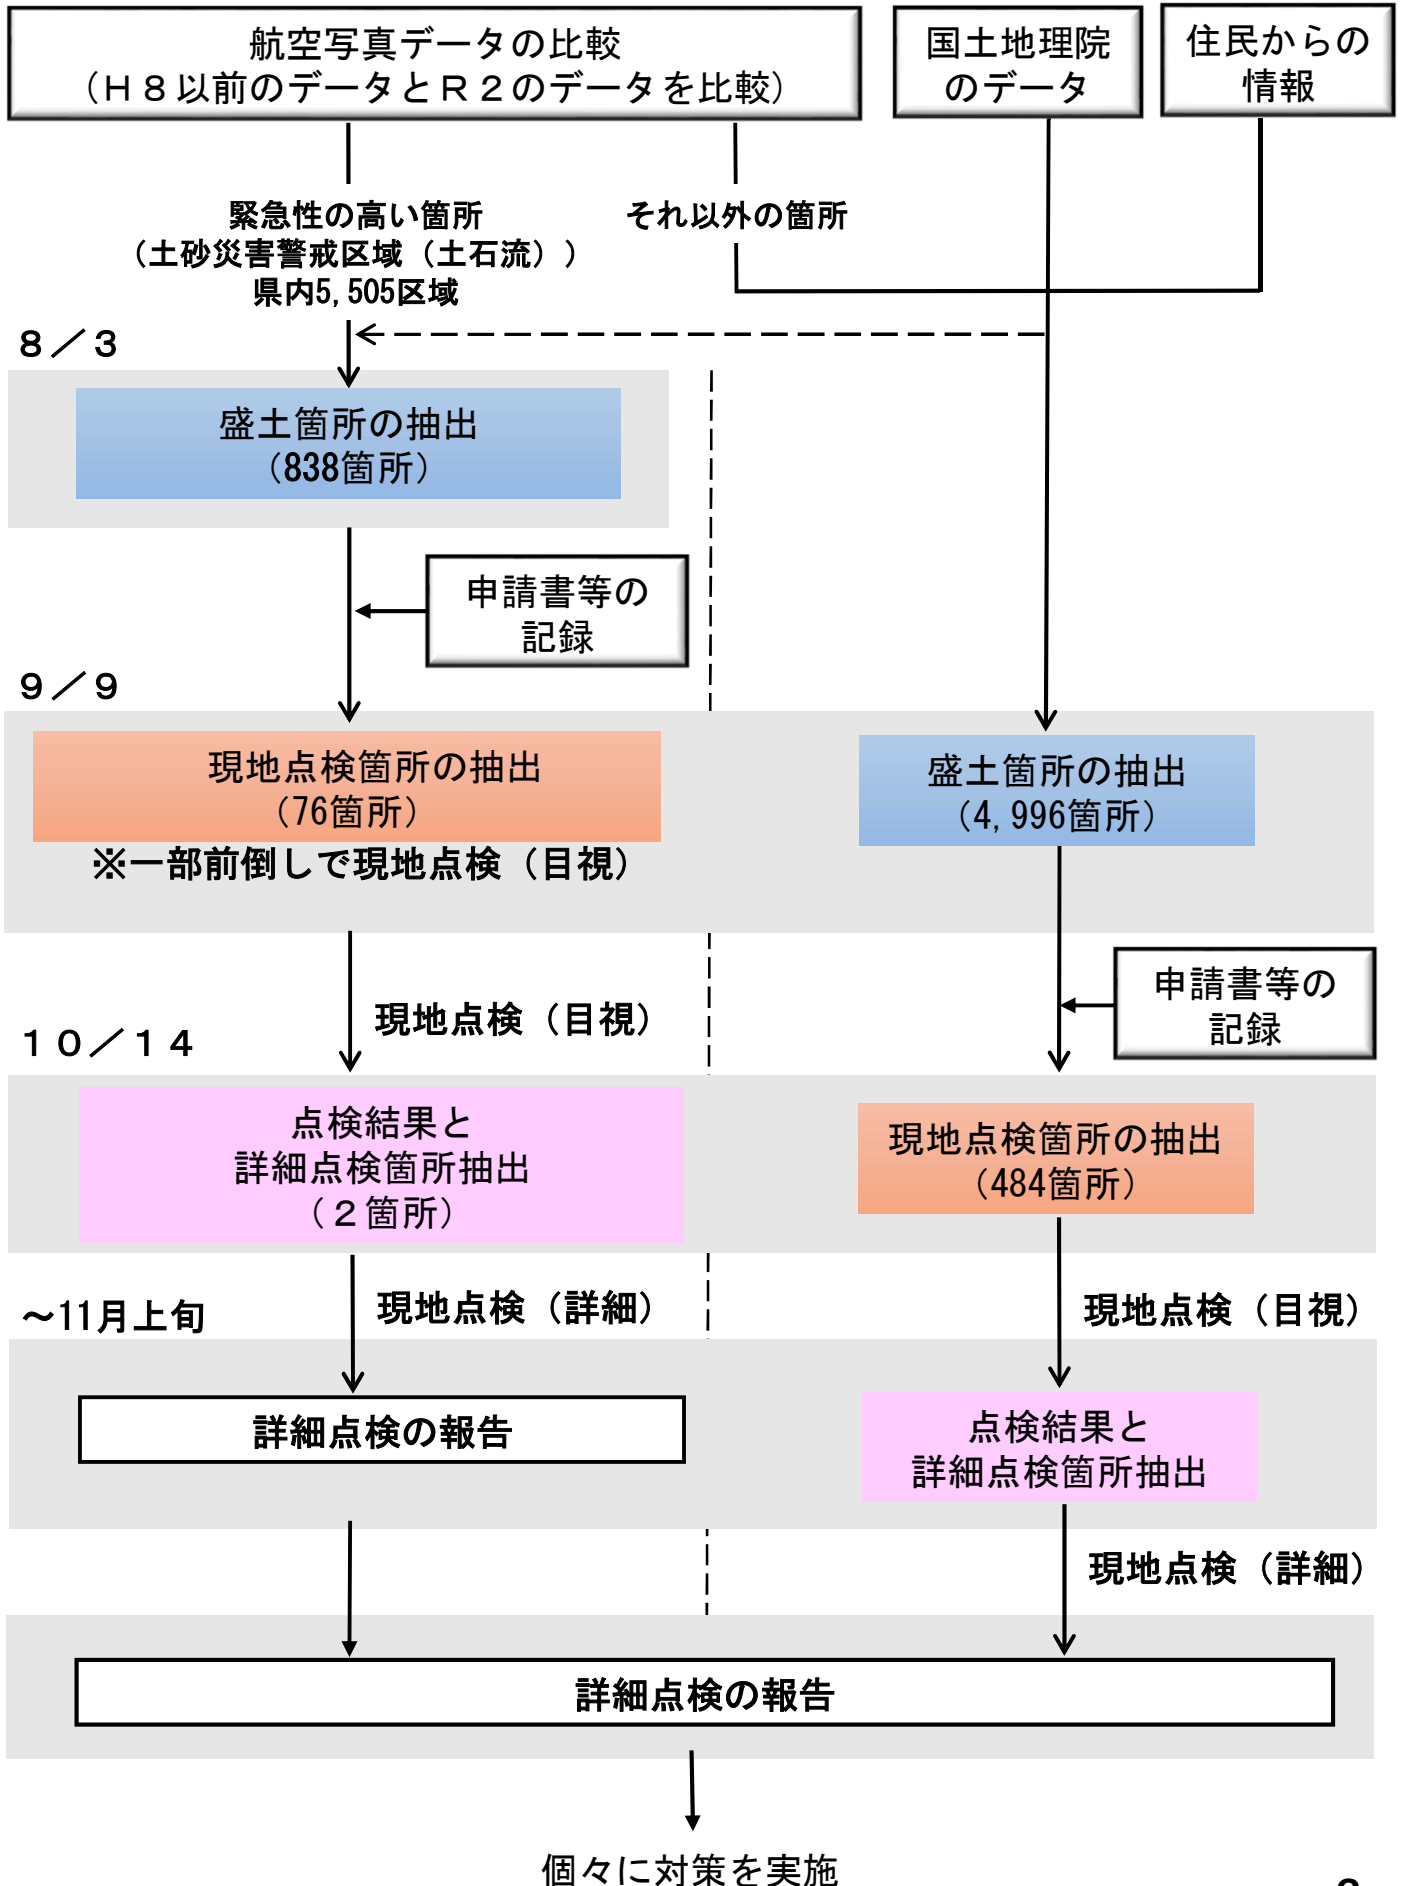 航空写真データの比較
（Ｈ８以前のデータとＲ２のデータを比較）
国土地理院
のデータ
住民からの
情報
緊急性の高い箇所
（土砂災害警戒区域（土石流））
県内5,505区域
それ以外の箇所
８／３
盛土箇所の抽出
（838箇所）
申請書等の
記録
９／９
現地点検箇所の抽出
（76箇所）
※一部前倒しで現地点検（目視）
盛土箇所の抽出
（4,996箇所）
現地点検（目視）
申請書等の
記録
１０／１４
点検結果と
詳細点検箇所抽出
（２箇所）
現地点検箇所の抽出
（484箇所）
～11月上旬
現地点検（詳細）
現地点検（目視）
詳細点検の報告
点検結果と
詳細点検箇所抽出
現地点検（詳細）
詳細点検の報告
個々に対策を実施